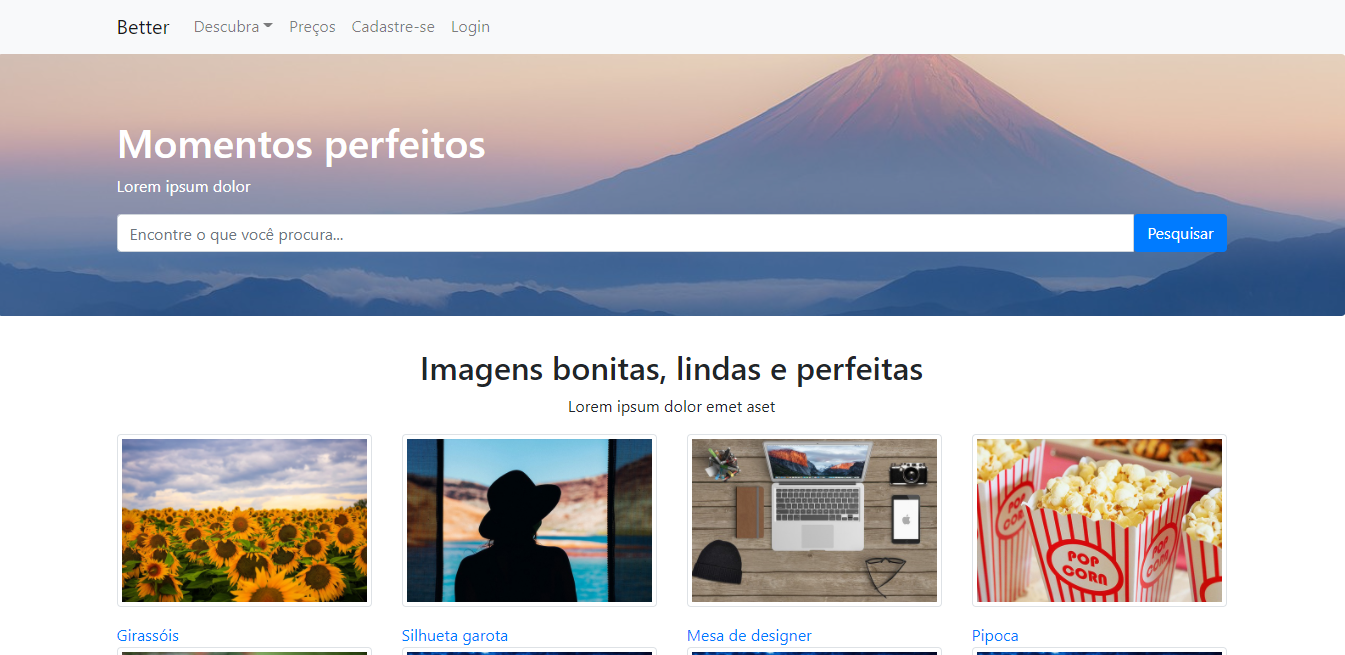 Better Descubra Preços Cadastre-se Login
Momentos perfeitos
Lorem ipsum dolor
Encontre o que você procura... Pesquisar
Imagens bonitas, lindas e perfeitas
Lorem ipsum dolor emet aset
POP CORN
POP CORN
POP CORN
Girassóis Silhueta garota Mesa de designer Pipoca